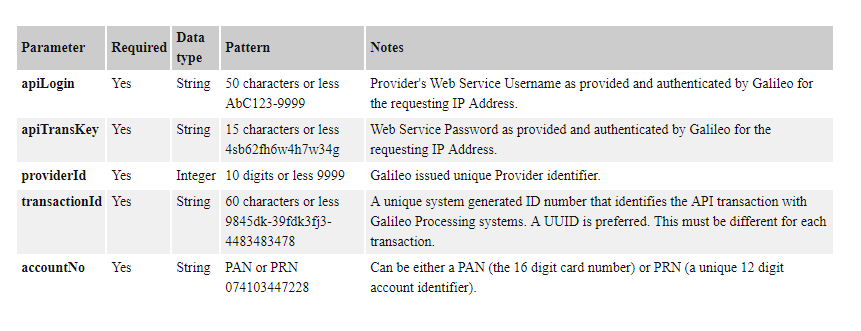 Parameter Required Data type Pattern Notes
apiLogin Yes String 50 characters or less Provider's Web Service Username as provided and authenticated by Galileo for
AbC123-9999 the requesting IP Address.
apiTransKey Yes String 15 characters or less Web Service Password as provided and authenticated by Galileo for the
4sb62fh6w4h7w34g requesting IP Address.
providerId Yes Integer 10 digits or less 9999 Galileo issued unique Provider identifier.
transactionId Yes String 60 characters or less A unique system generated ID number that identifies the API transaction with
9845dk-39fdk3fj3- Galileo Processing systems. A UUID is preferred. This must be different for each
4483483478 transaction.
accountNo Yes String PAN or PRN Can be either a PAN (the 16 digit card number) or PRN (a unique 12 digit
074103447228 account identifier).